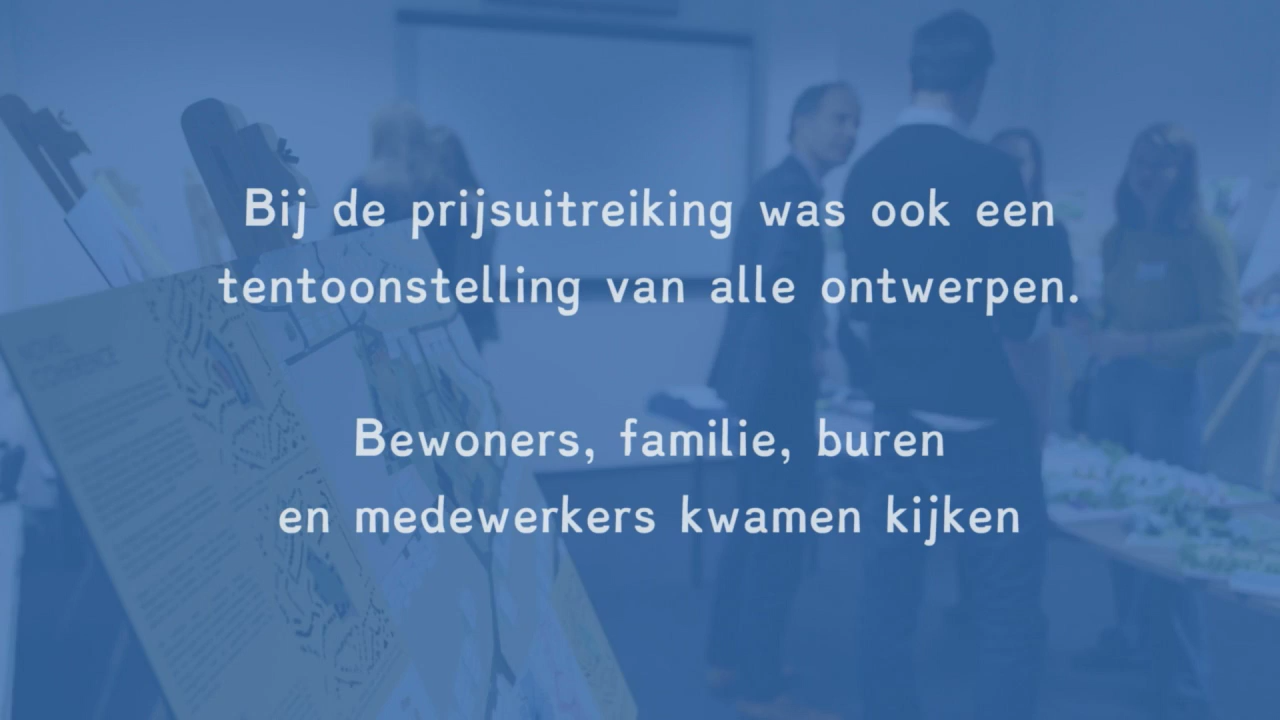 Bij de prijsuitreiking was ook een
tentoonstelling van alle ontwerpen.
Bewoners, familie, buren
en medewerkers kwamen kijken